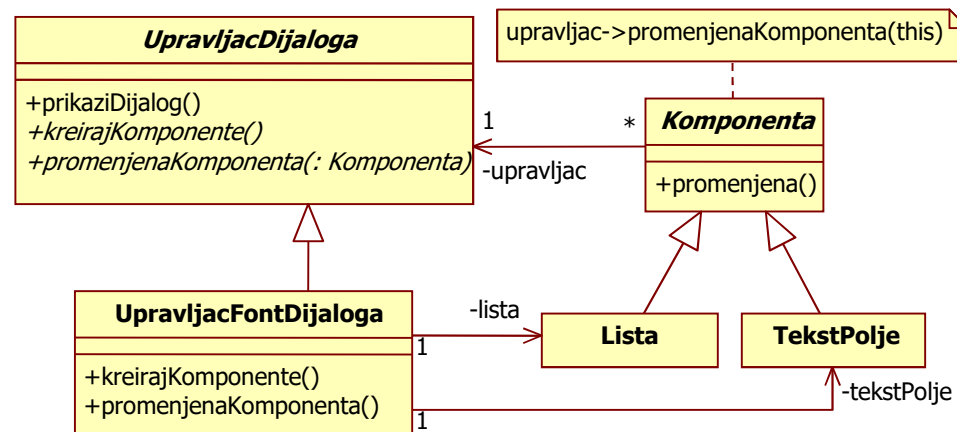 UpravljacDijaloga
+prikaziDijalog()
+kreirajKomponente()
+promenjenaKomponenta(: Komponenta)
upravljac->promenjenaKomponenta(this)
1
*
-upravljac
Komponenta
+promenjena()
UpravljacFontDijaloga
+kreirajKomponente()
+promenjenaKomponenta()
-lista
1
Lista
TekstPolje
-tekstPolje
1